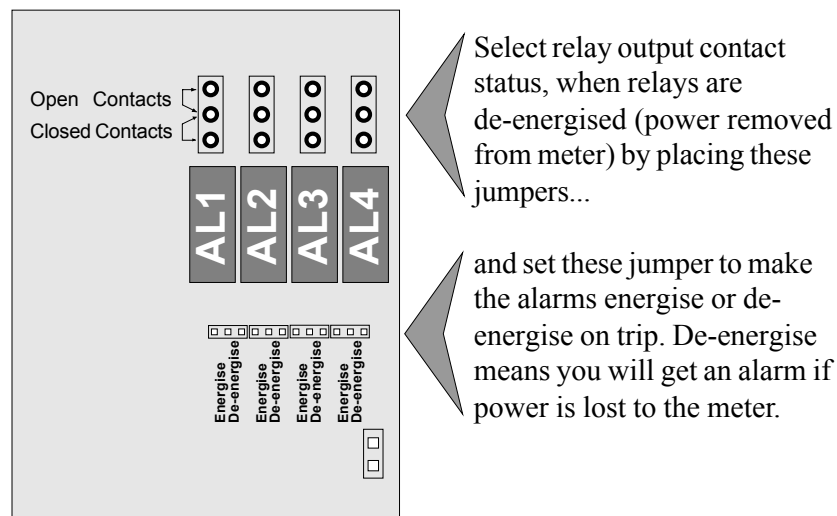 Open Contacts
Closed Contacts
AL1
AL2
AL3
AL4
Energise
De-energise
Energise
De-energise
Energise
De-energise
Energise
De-energise
Select relay output contact
status, when relays are
de-energised (power removed
from meter) by placing these
jumpers...
and set these jumper to make
the alarms energise or de-
energise on trip. De-energise
means you will get an alarm if
power is lost to the meter.